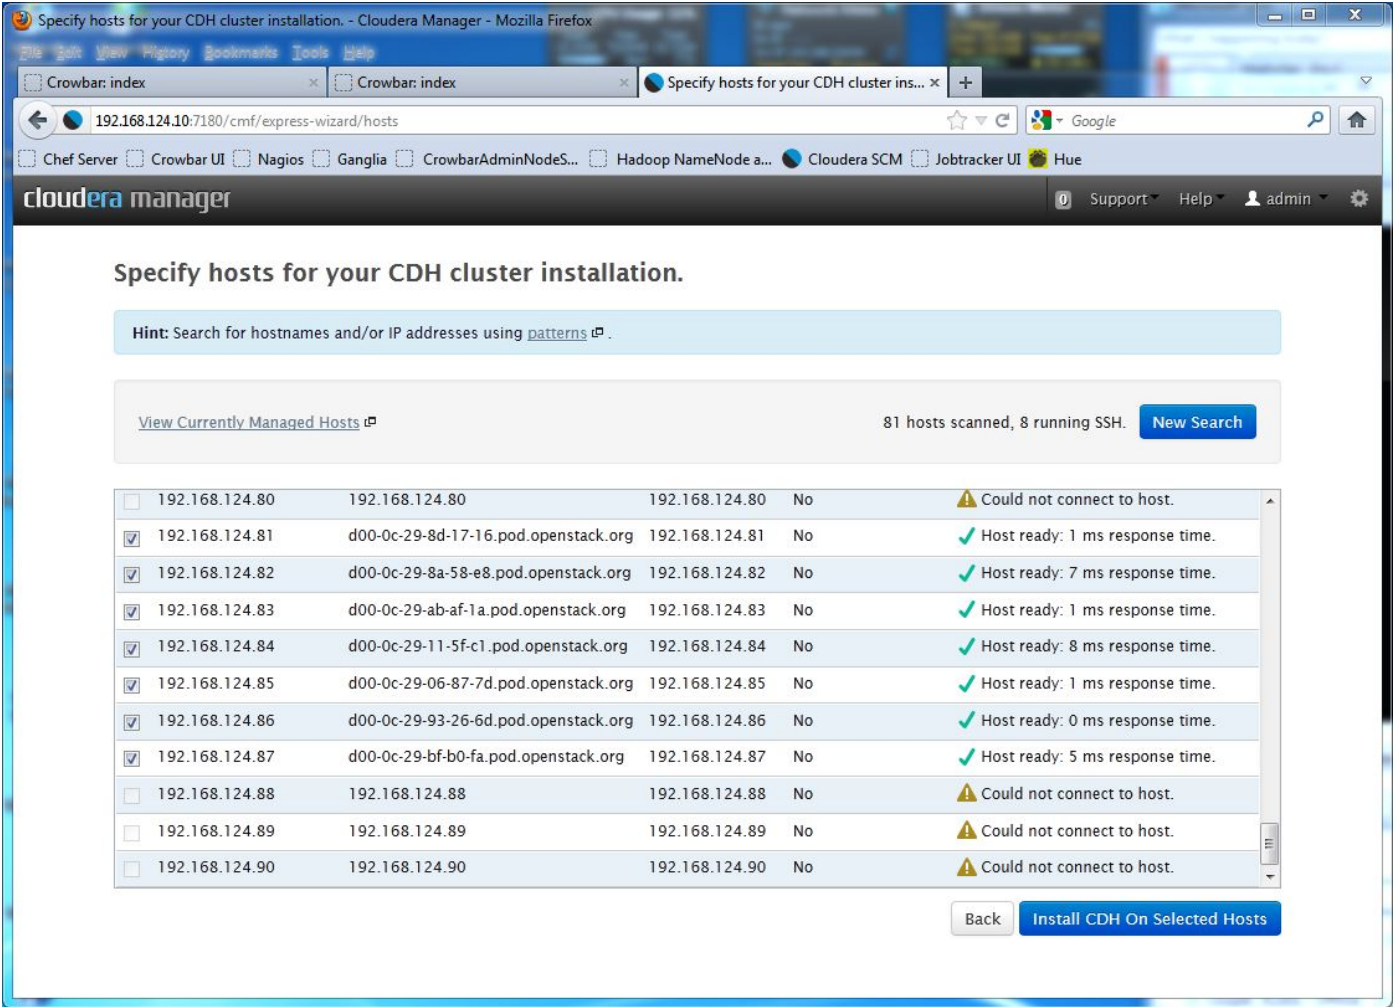 Specify hosts for your CDH cluster installation. - Cloudera Manager - Mozilla Firefox
File Edit View History Bookmarks Tools Help
Crowbar: index × Crowbar: index × Specify hosts for your CDH cluster ins... × +
192.168.124.10:7180/cmf/express-wizard/hosts Google
Chef Server Crowbar UI Nagios Ganglia CrowbarAdminNodeS... Hadoop NameNode a... Cloudera SCM Jobtracker UI Hue
cloudera manager 0 Support Help admin
Specify hosts for your CDH cluster installation.
Hint: Search for hostnames and/or IP addresses using patterns .
View Currently Managed Hosts 81 hosts scanned, 8 running SSH. New Search
192.168.124.80 192.168.124.80 192.168.124.80 No Could not connect to host.
192.168.124.81 d00-0c-29-8d-17-16.pod.openstack.org 192.168.124.81 No Host ready: 1 ms response time.
192.168.124.82 d00-0c-29-8a-58-e8.pod.openstack.org 192.168.124.82 No Host ready: 7 ms response time.
192.168.124.83 d00-0c-29-ab-af-1a.pod.openstack.org 192.168.124.83 No Host ready: 1 ms response time.
192.168.124.84 d00-0c-29-11-5f-c1.pod.openstack.org 192.168.124.84 No Host ready: 8 ms response time.
192.168.124.85 d00-0c-29-06-87-7d.pod.openstack.org 192.168.124.85 No Host ready: 1 ms response time.
192.168.124.86 d00-0c-29-93-26-6d.pod.openstack.org 192.168.124.86 No Host ready: 0 ms response time.
192.168.124.87 d00-0c-29-bf-b0-fa.pod.openstack.org 192.168.124.87 No Host ready: 5 ms response time.
192.168.124.88 192.168.124.88 192.168.124.88 No Could not connect to host.
192.168.124.89 192.168.124.89 192.168.124.89 No Could not connect to host.
192.168.124.90 192.168.124.90 192.168.124.90 No Could not connect to host.
Back Install CDH On Selected Hosts